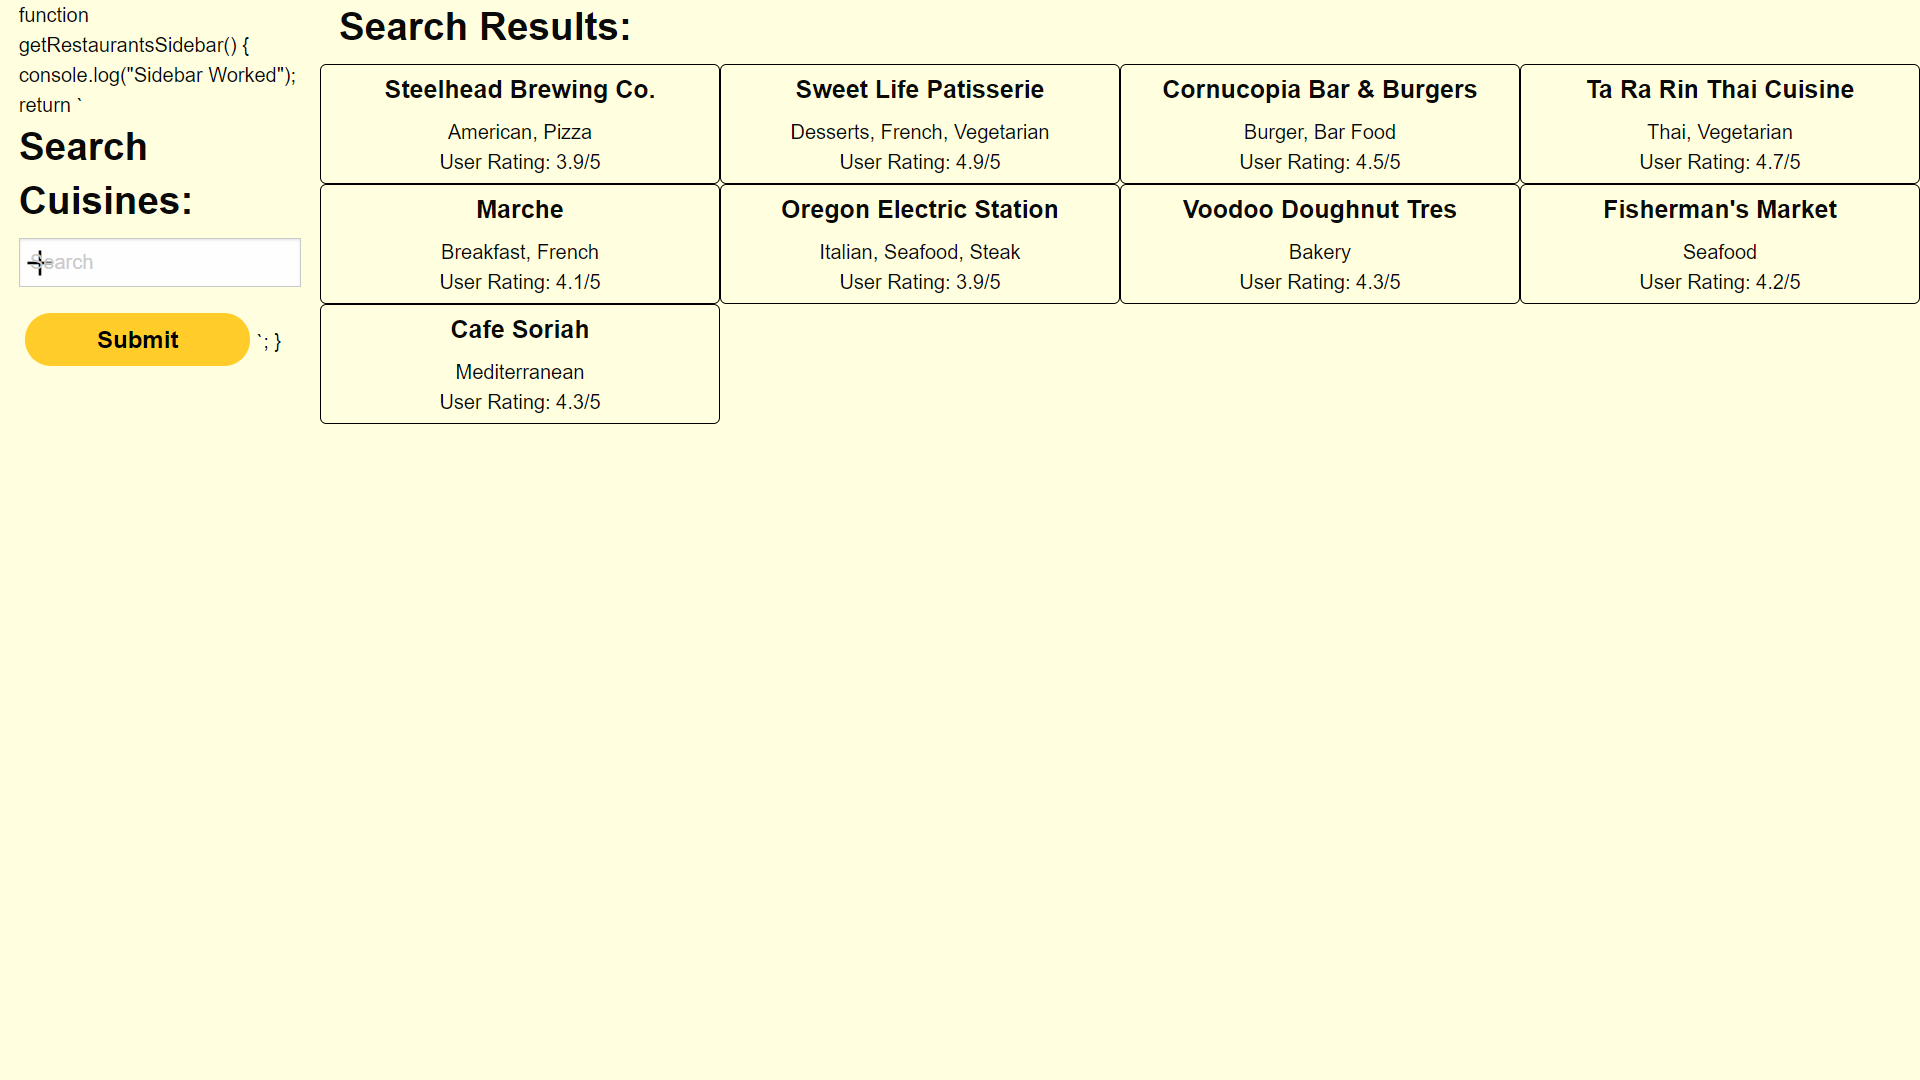 function
getRestaurantsSidebar() {
console.log("Sidebar Worked");
return `
Search
Cuisines:
Search
Submit
`; }
Search Results:
Steelhead Brewing Co.
American, Pizza
User Rating: 3.9/5
Sweet Life Patisserie
Desserts, French, Vegetarian
User Rating: 4.9/5
Cornucopia Bar & Burgers
Burger, Bar Food
User Rating: 4.5/5
Ta Ra Rin Thai Cuisine
Thai, Vegetarian
User Rating: 4.7/5
Marche
Breakfast, French
User Rating: 4.1/5
Oregon Electric Station
Italian, Seafood, Steak
User Rating: 3.9/5
Voodoo Doughnut Tres
Bakery
User Rating: 4.3/5
Fisherman's Market
Seafood
User Rating: 4.2/5
Cafe Soriah
Mediterranean
User Rating: 4.3/5